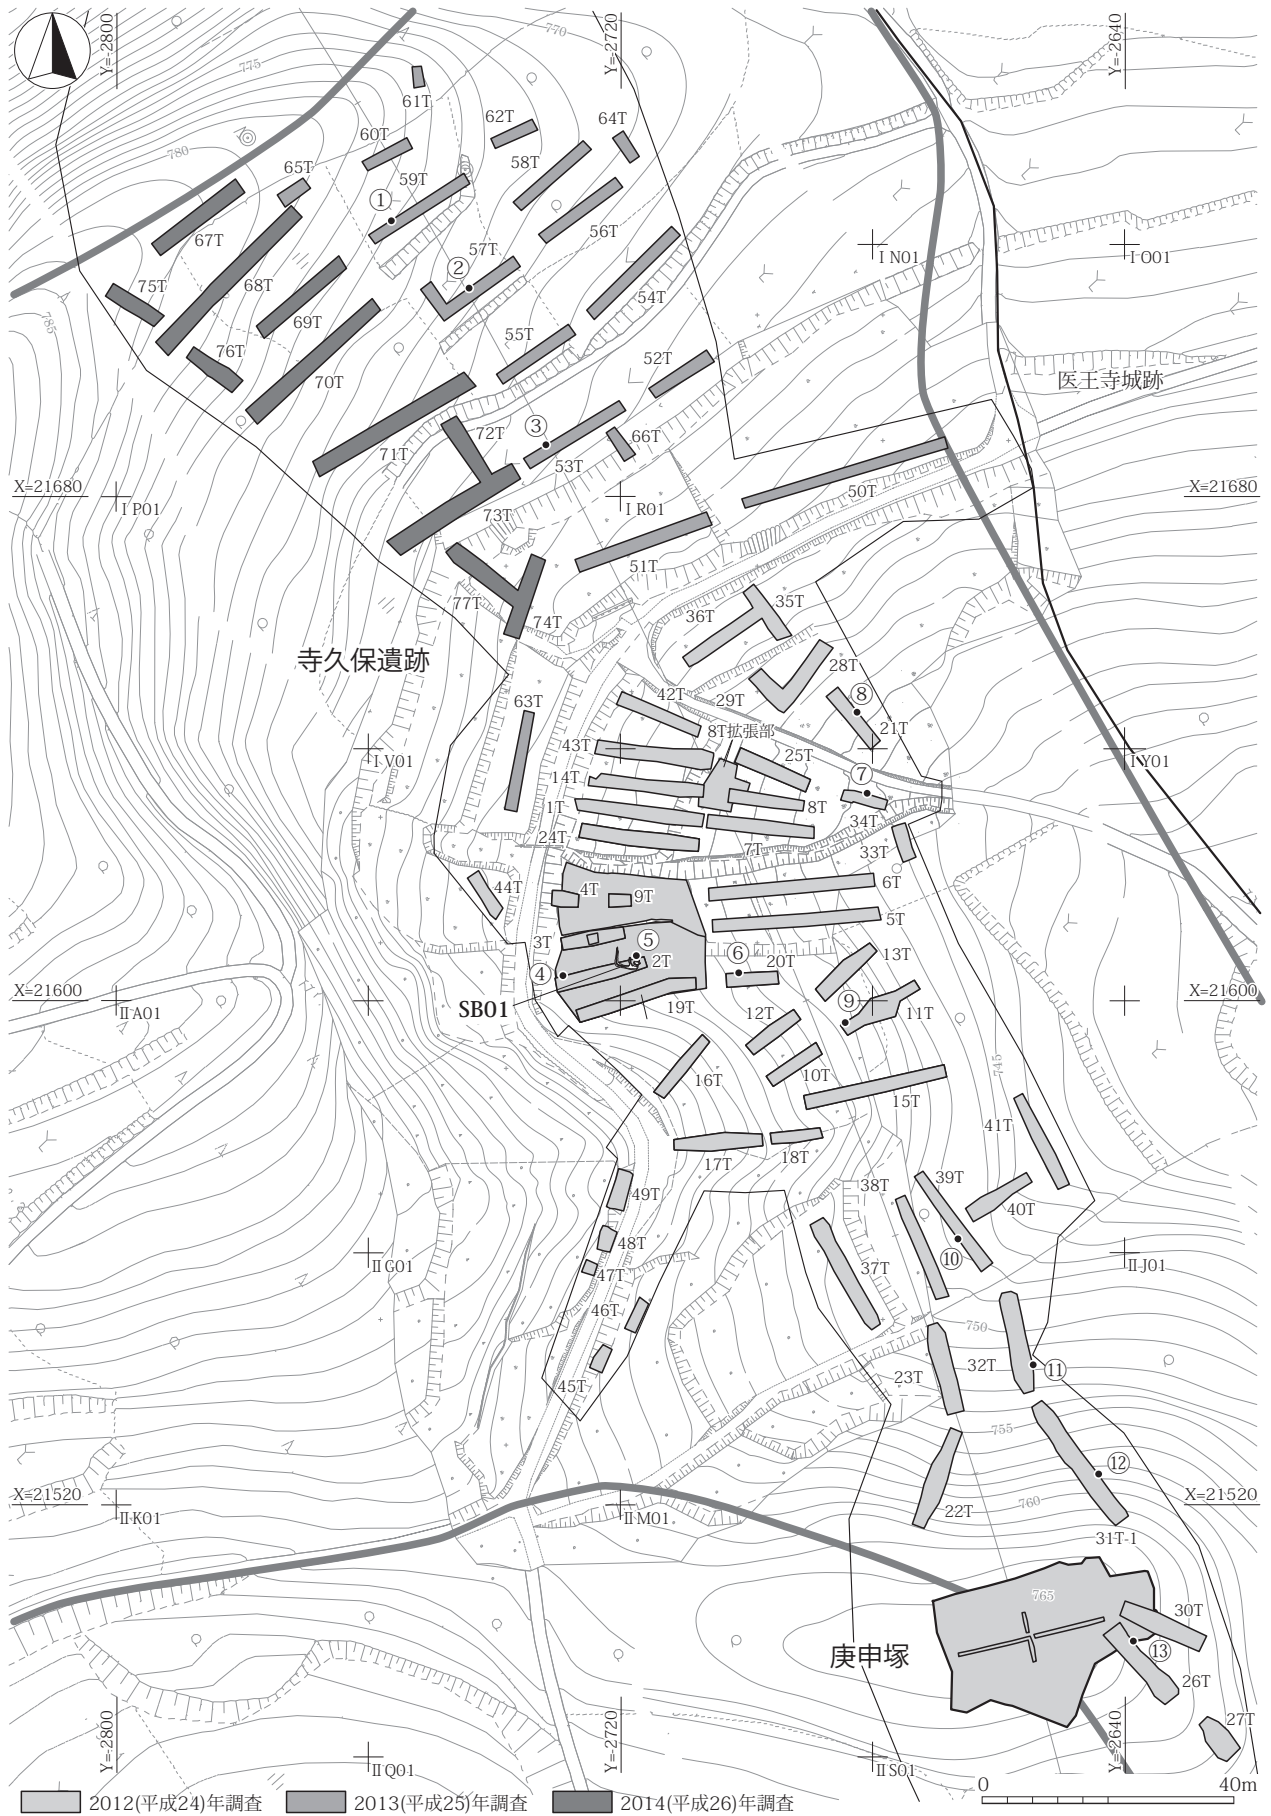 Y=-2800
Y=-2720
Y=-2640
770
775
780
785
61T
60T
62T
64T
65T
59T
58T
①
67T
57T
56T
②
I N01
I O01
75T
68T
54T
69T
55T
76T
52T
70T
医王寺城跡
③
72T
66T
71T
53T
X=21680
X=21680
I P01
I R01
50T
73T
51T
77T
35T
36T
74T
寺久保遺跡
28T
42T
29T
⑧
63T
21T
8T拡張部
43T
25T
I V01
I Y01
14T
⑦
1T
8T
34T
24T
7T
33T
44T
4T
9T
6T
5T
3T
⑤
2T
④
⑥
20T
13T
X=21600
X=21600
II A01
SB01
19T
⑨
12T
11T
16T
10T
745
15T
41T
17T
18T
49T
38T
39T
40T
48T
II G01
⑩
II J01
47T
37T
46T
750
32T
⑪
23T
45T
755
⑫
X=21520
X=21520
II K01
II M01
760
22T
31T-1
765
30T
庚申塚
⑬
26T
27T
Y=-2800
Y=-2720
Y=-2640
II Q01
II S01
0
40m
2012(平成24)年調査
2013(平成25)年調査
2014(平成26)年調査